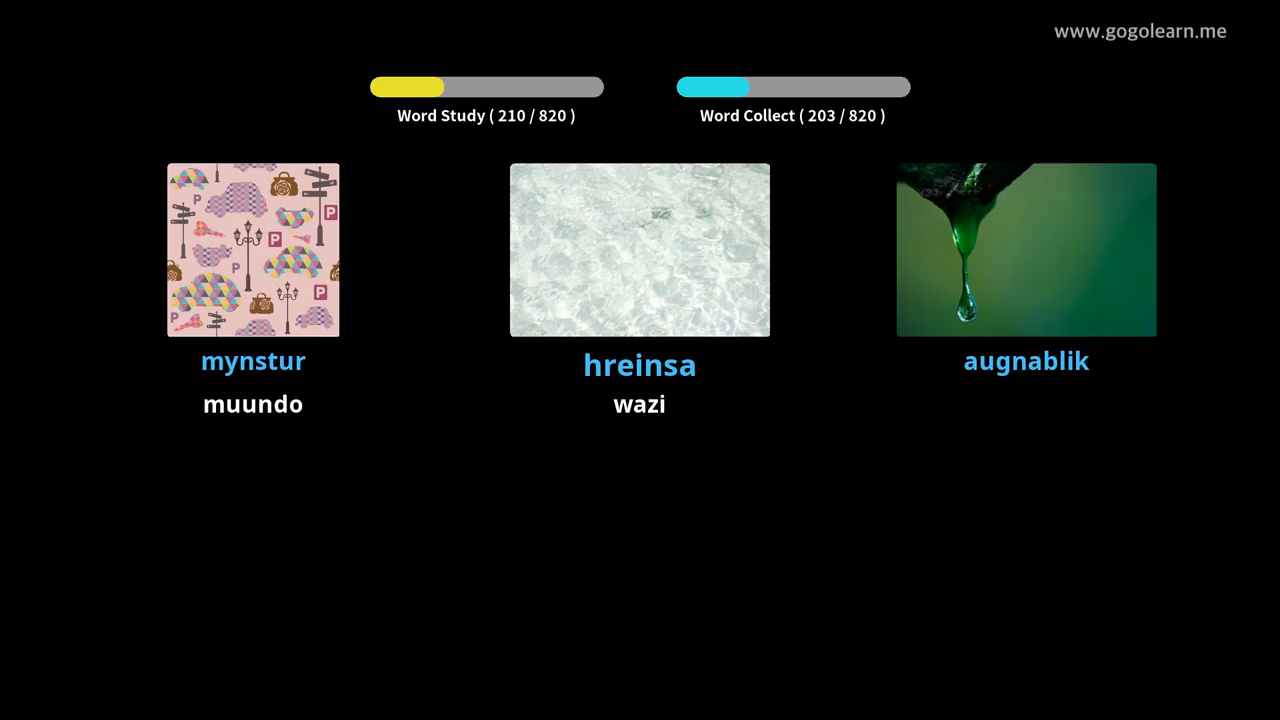 www.gogolearn.me
Word Study ( 210 / 820 )
Word Collect ( 203 / 820 )
P
P
P
P
P
P
mynstur
hreinsa
augnablik
muundo
wazi